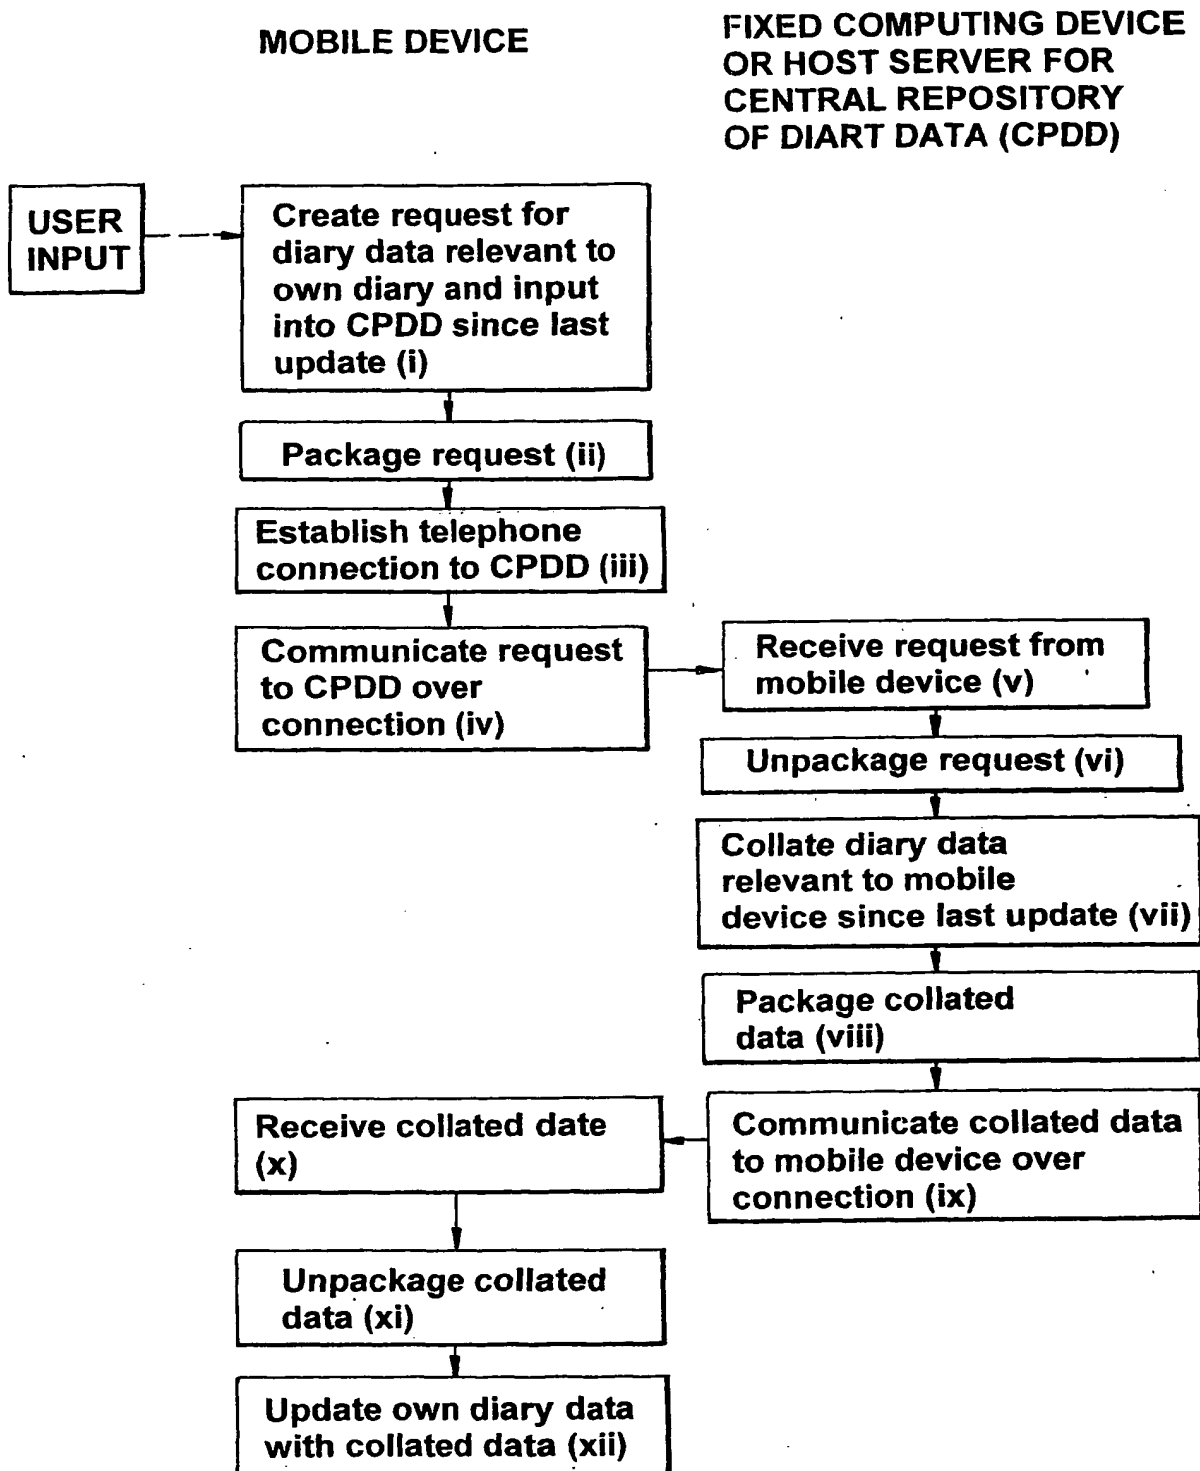 MOBILE DEVICE
FIXED COMPUTING DEVICE
OR HOST SERVER FOR
CENTRAL REPOSITORY
OF DIART DATA (CPDD)
USER
INPUT
Create request for
diary data relevant to
own diary and input
into CPDD since last
update (i)
Package request (ii)
Establish telephone
connection to CPDD (iii)
Communicate request
to CPDD over
connection (iv)
Receive request from
mobile device (v)
Unpackage request (vi)
Collate diary data
relevant to mobile
device since last update (vii)
Package collated
data (viii)
Communicate collated data
to mobile device over
connection (ix)
Receive collated date
(x)
Unpackage collated
data (xi)
Update own diary data
with collated data (xii)